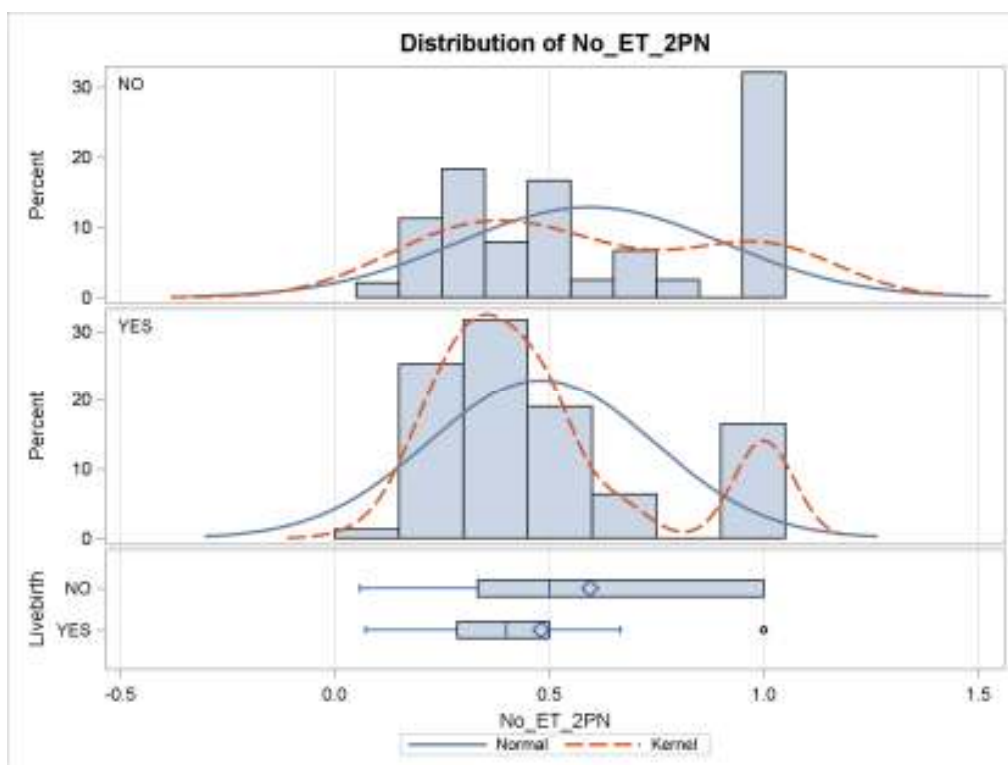 Distribution of No_ET_2PN
NO
30
20
10
0
Percent
YES
30
20
10
0
Percent
NO
YES
Livebirth
-0.5 0.0 0.5 1.0 1.5
No_ET_2PN
Normal Kernel